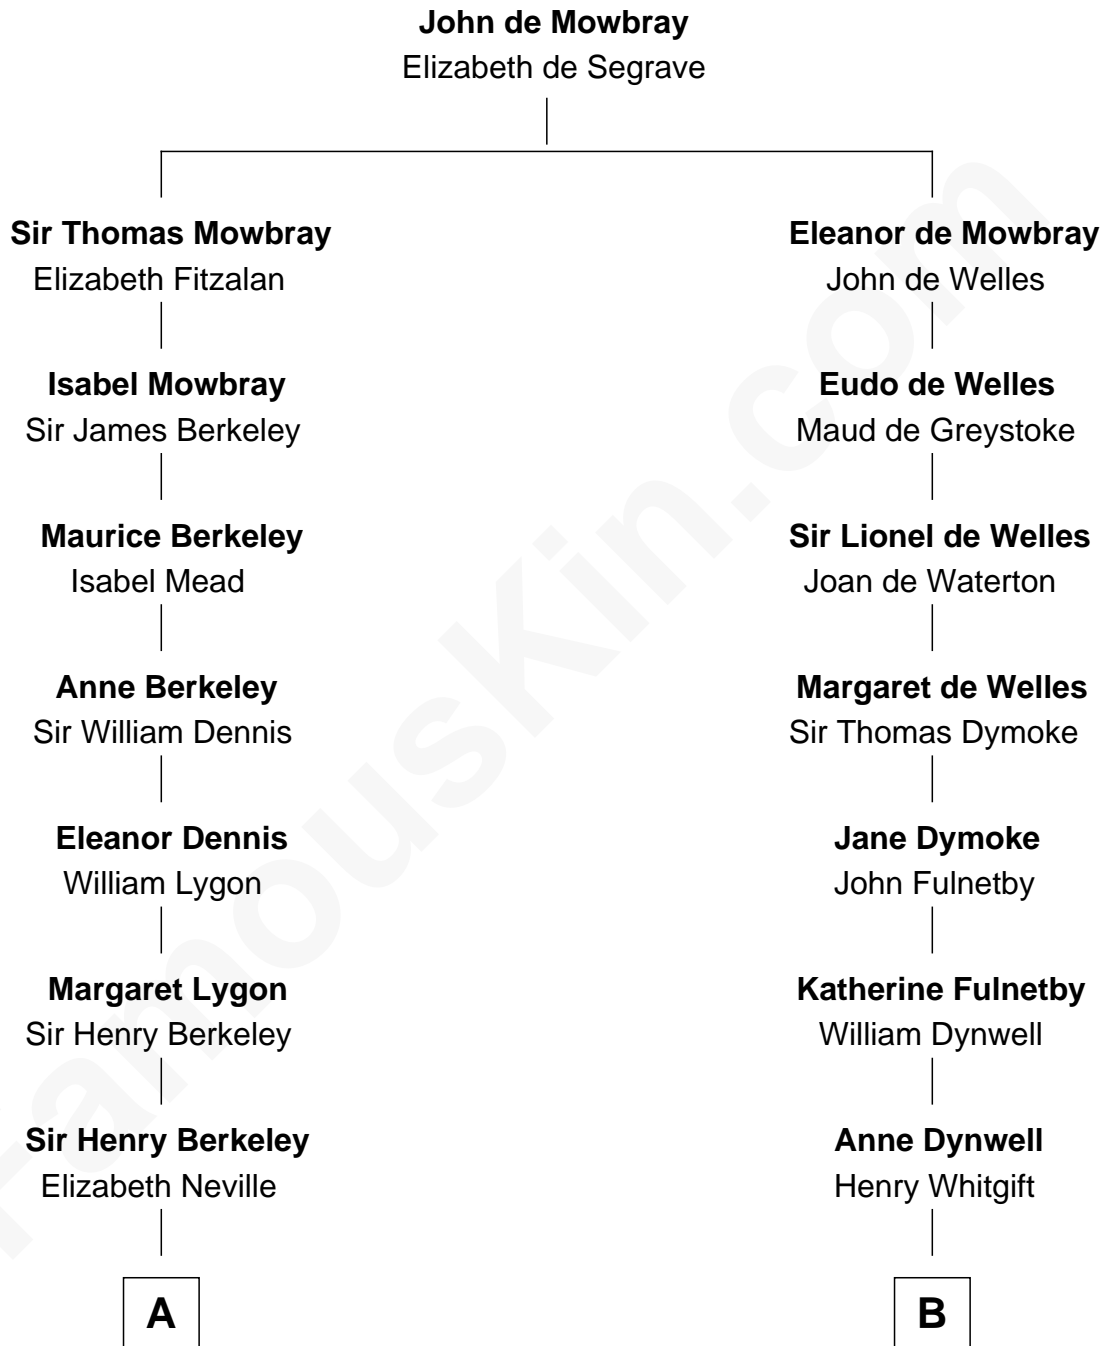 John de Mowbray
Elizabeth de Segrave
Sir Thomas Mowbray
Elizabeth Fitzalan
Eleanor de Mowbray
John de Welles
Isabel Mowbray
Sir James Berkeley
Eudo de Welles
Maud de Greystoke
Maurice Berkeley
Isabel Mead
Sir Lionel de Welles
Joan de Waterton
Anne Berkeley
Sir William Dennis
Margaret de Welles
Sir Thomas Dymoke
Eleanor Dennis
William Lygon
Jane Dymoke
John Fulnetby
Margaret Lygon
Sir Henry Berkeley
Katherine Fulnetby
William Dynwell
Sir Henry Berkeley
Elizabeth Neville
Anne Dynwell
Henry Whitgift
A
B
FamousKin.com